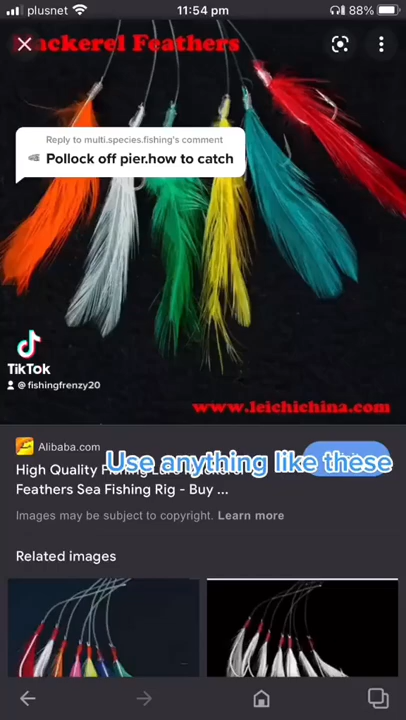 plusnet
11:54 pm
88%
ackerel Feathers
Reply to multi.species.fishing's comment
Pollock off pier.how to catch
TikTok
@fishingfrenzy20
www.leichichina.com
Alibaba.com
Use anything like these
High Quality Fishing
Feathers Sea Fishing Rig - Buy ...
Images may be subject to copyright. Learn more
Related images